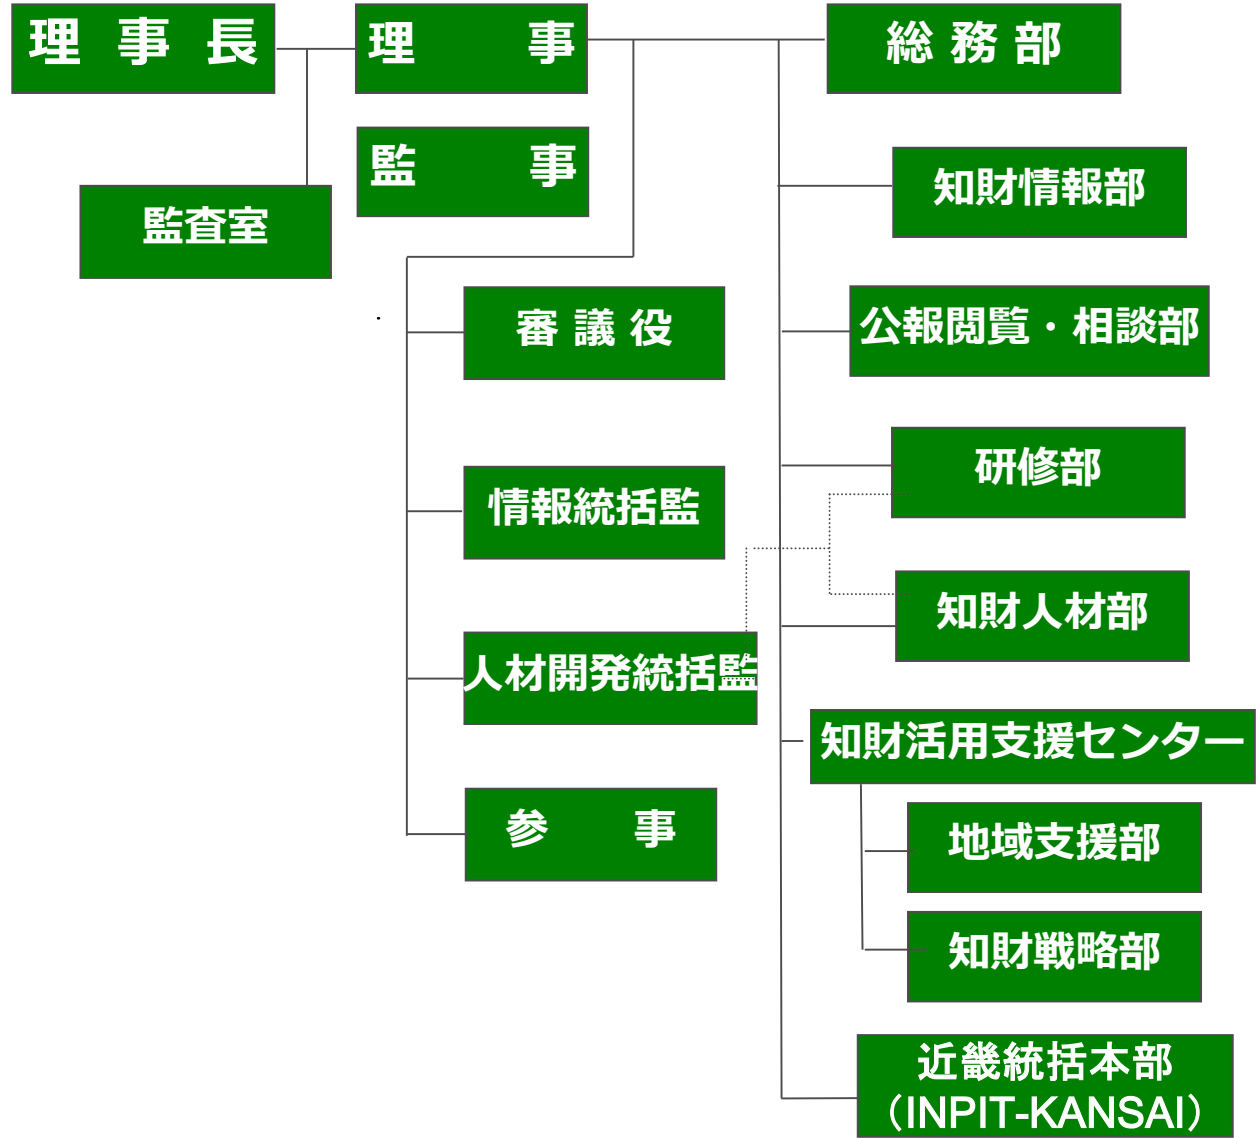 理事長
理事
総務部
監事
知財情報部
監査室
審議役
公報閲覧・相談部
情報統括監
研修部
人材開発統括監
知財人材部
参事
知財活用支援センター
地域支援部
知財戦略部
近畿統括本部
（INPIT-KANSAI）